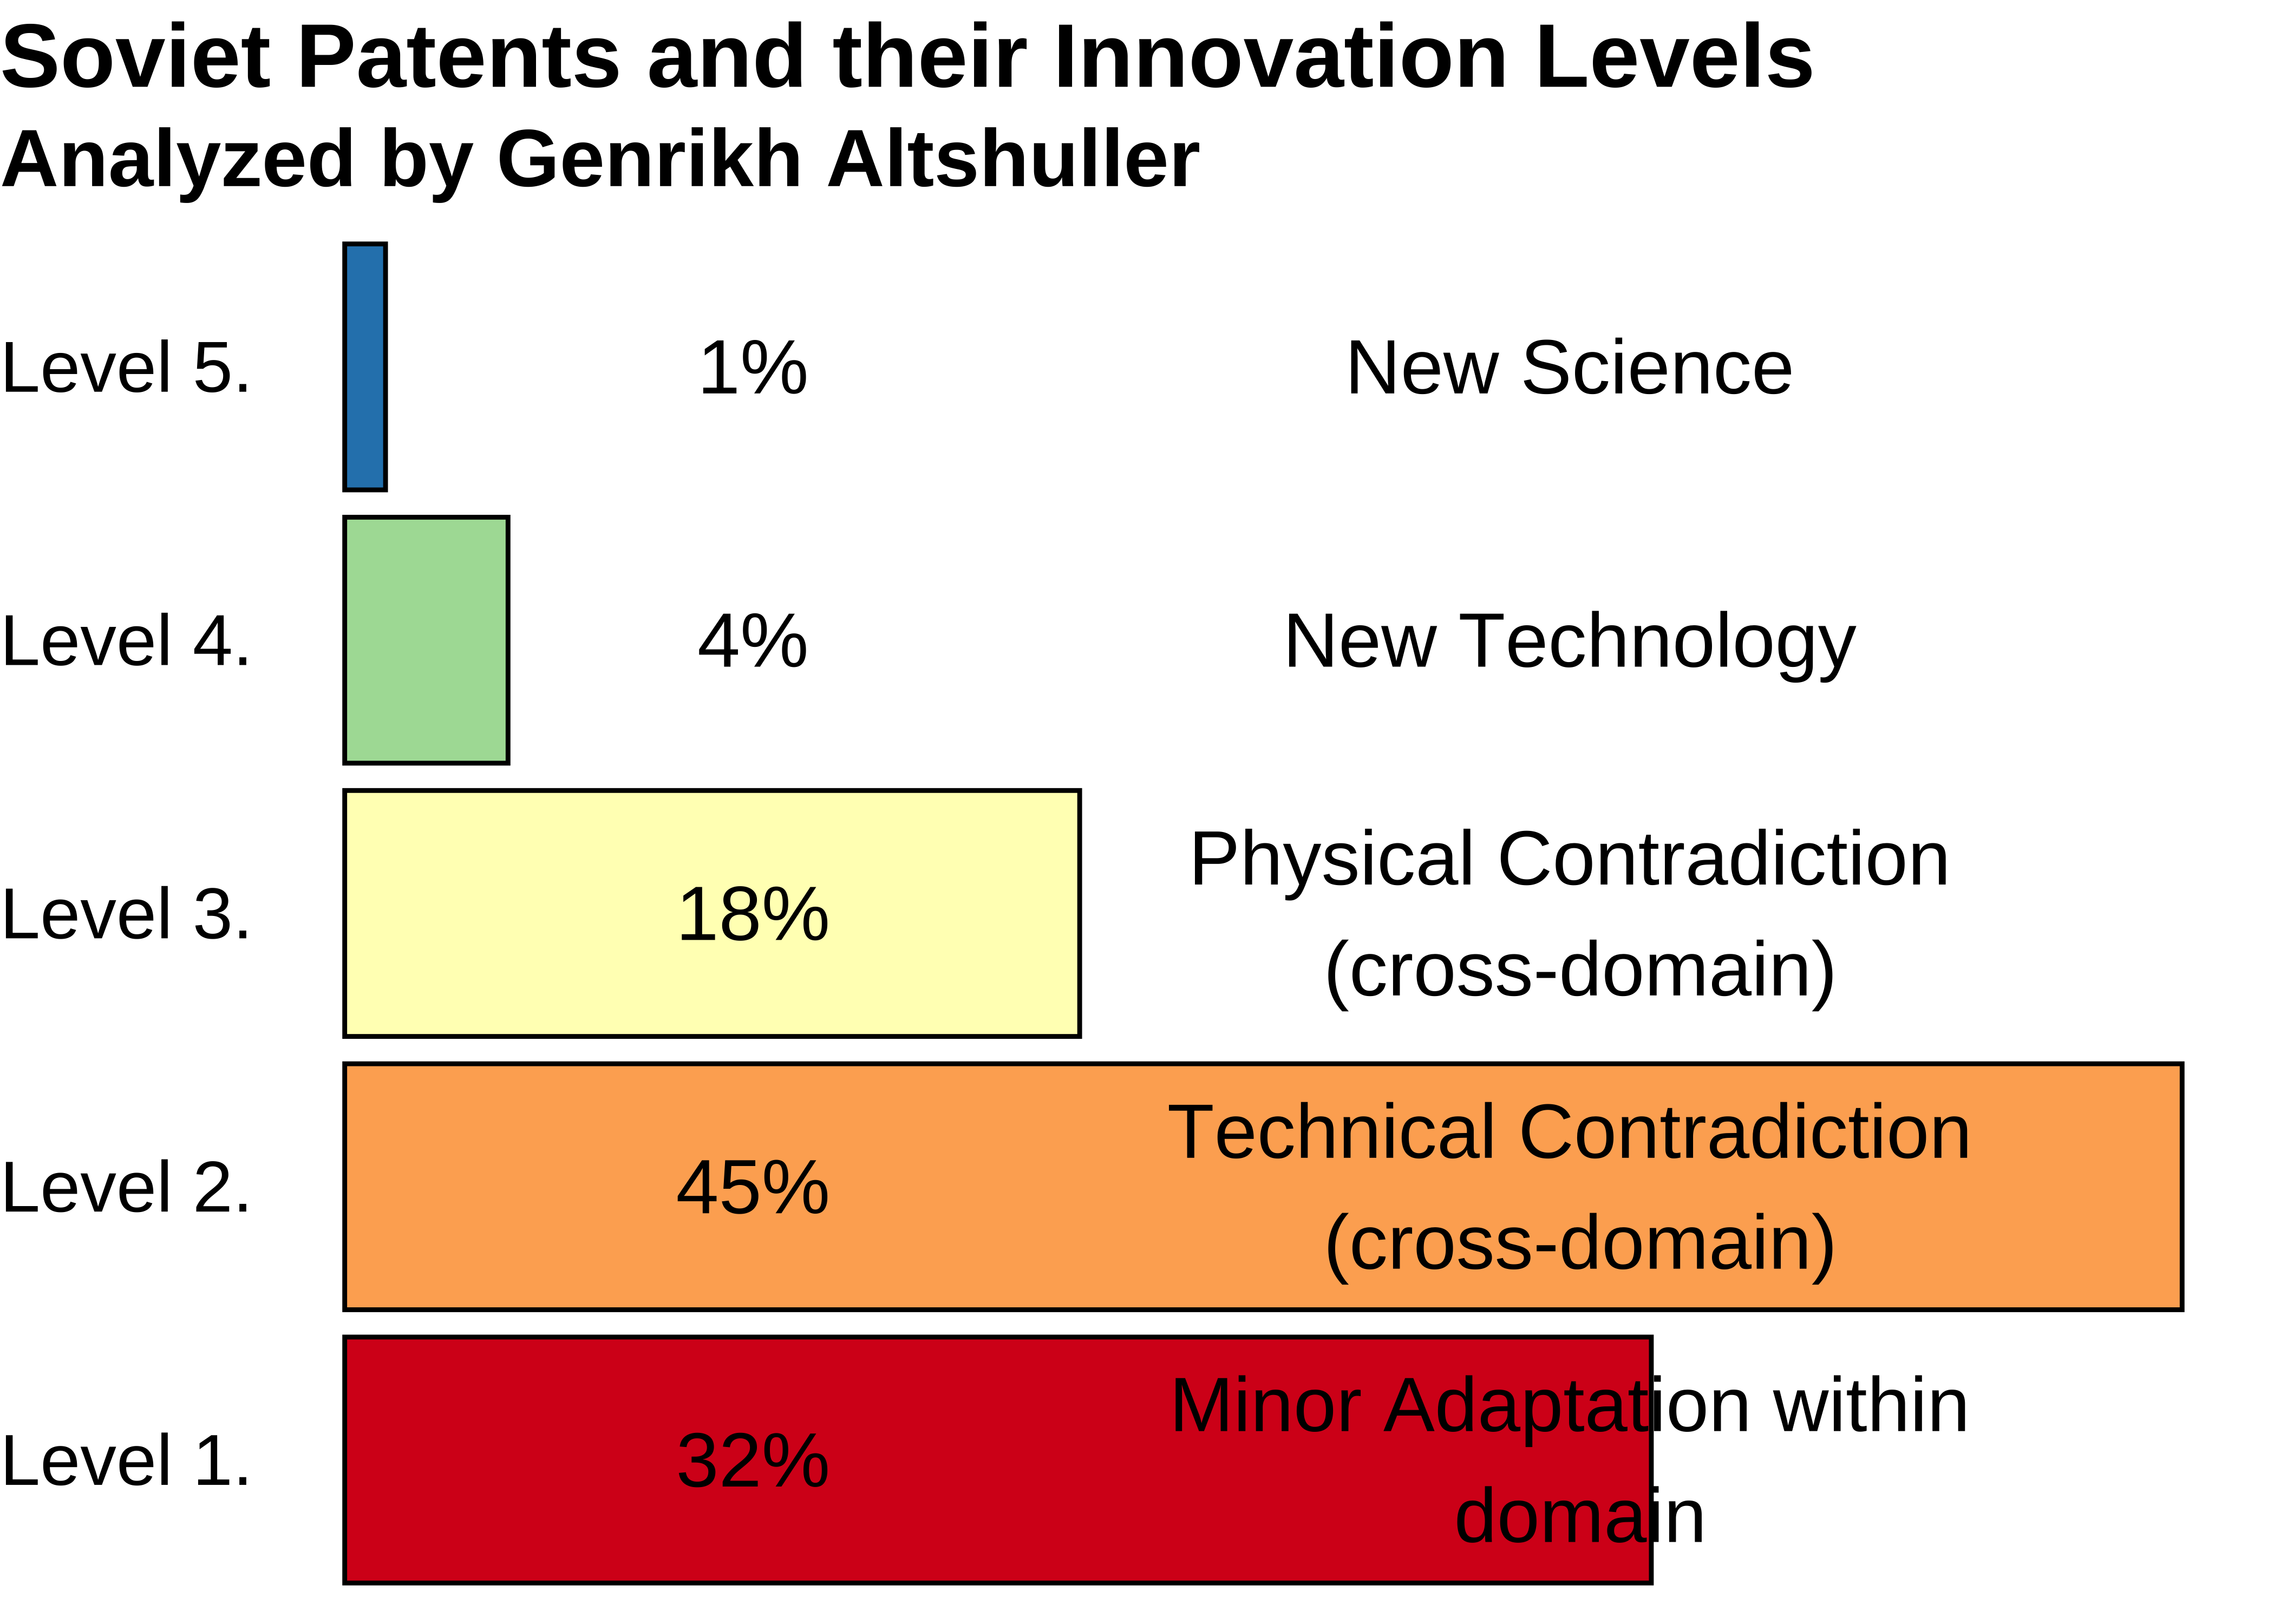 Soviet Patents and their Innovation Levels
Analyzed by Genrikh Altshuller
Level 5. 1% New Science
Level 4. 4% New Technology
Level 3. 18% Physical Contradiction
(cross-domain)
Level 2. 45% Technical Contradiction
(cross-domain)
Level 1. 32% Minor Adaptation within
domain